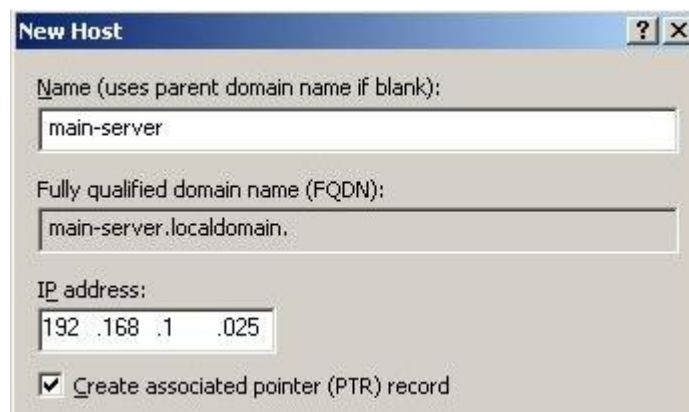 New Host
Name (uses parent domain name if blank):
main-server
Fully qualified domain name (FQDN):
main-server.localdomain.
IP address:
192 .168 .1 .025
Create associated pointer (PTR) record